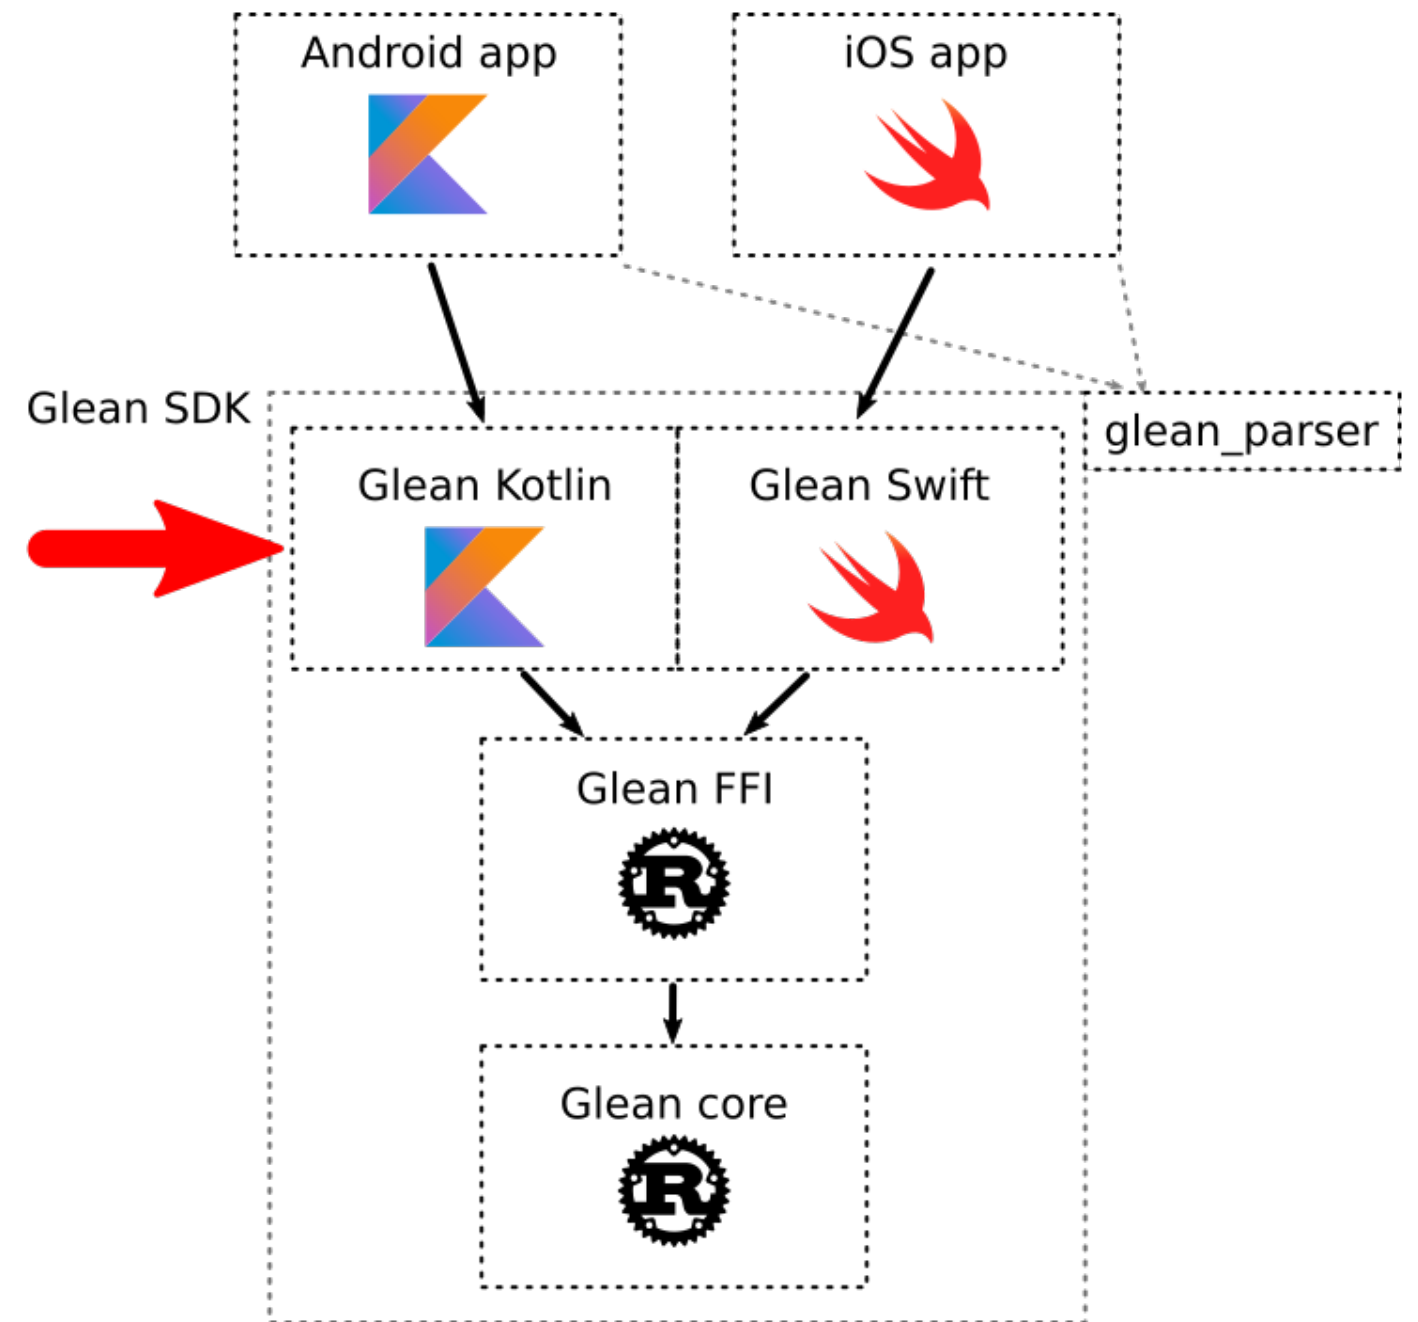 Android app
iOS app
Glean SDK
glean_parser
Glean Kotlin
Glean Swift
Glean FFI
R
Glean core
R